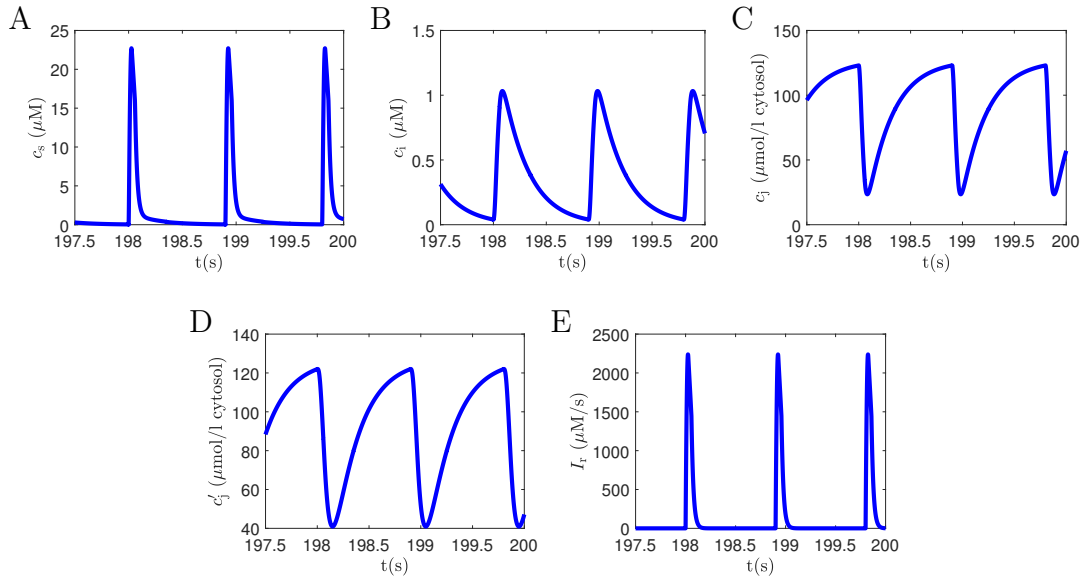 A
25
20
15
10
5
0
c_s (μM)
197.5 198 198.5 199 199.5 200
t(s)
B
1.5
1
0.5
0
c_i (μM)
197.5 198 198.5 199 199.5 200
t(s)
C
150
100
50
0
c_j (μmol/l cytosol)
197.5 198 198.5 199 199.5 200
t(s)
D
140
120
100
80
60
40
c′_j (μmol/l cytosol)
197.5 198 198.5 199 199.5 200
t(s)
E
2500
2000
1500
1000
500
0
I_r (μM/s)
197.5 198 198.5 199 199.5 200
t(s)